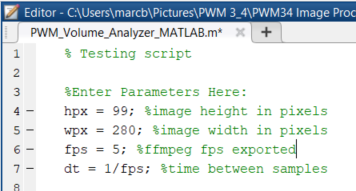 Editor - C:\Users\marcb\Pictures\PWM 3_4\PWM34 Image Proc
PWM_Volume_Analyzer_MATLAB.m* × +
1 % Testing script
2
3 %Enter Parameters Here:
4 - hpx = 99; %image height in pixels
5 - wpx = 280; %image width in pixels
6 - fps = 5; %ffmpeg fps exported
7 - dt = 1/fps; %time between samples
8